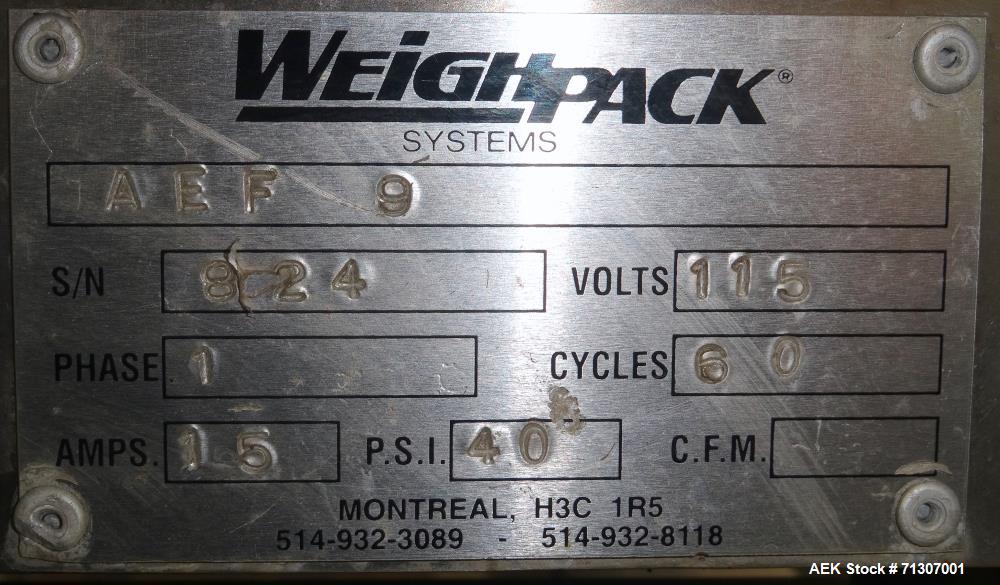 WEiGHPACK®
SYSTEMS
AEF 9
S/N 824 VOLTS 115
PHASE 1 CYCLES 60
AMPS. 15 P.S.I. 40 C.F.M.
MONTREAL, H3C 1R5
514-932-3089 - 514-932-8118
AEK Stock # 71307001